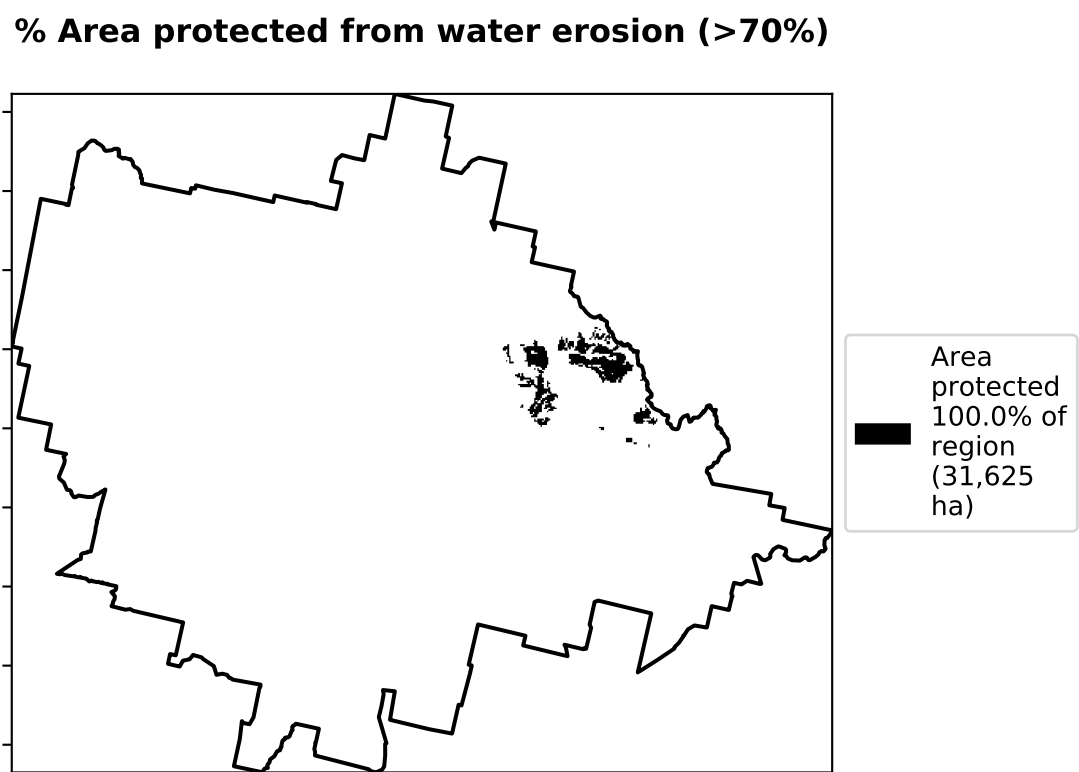 % Area protected from water erosion (>70%)
Area
protected
100.0% of
region
(31,625
ha)